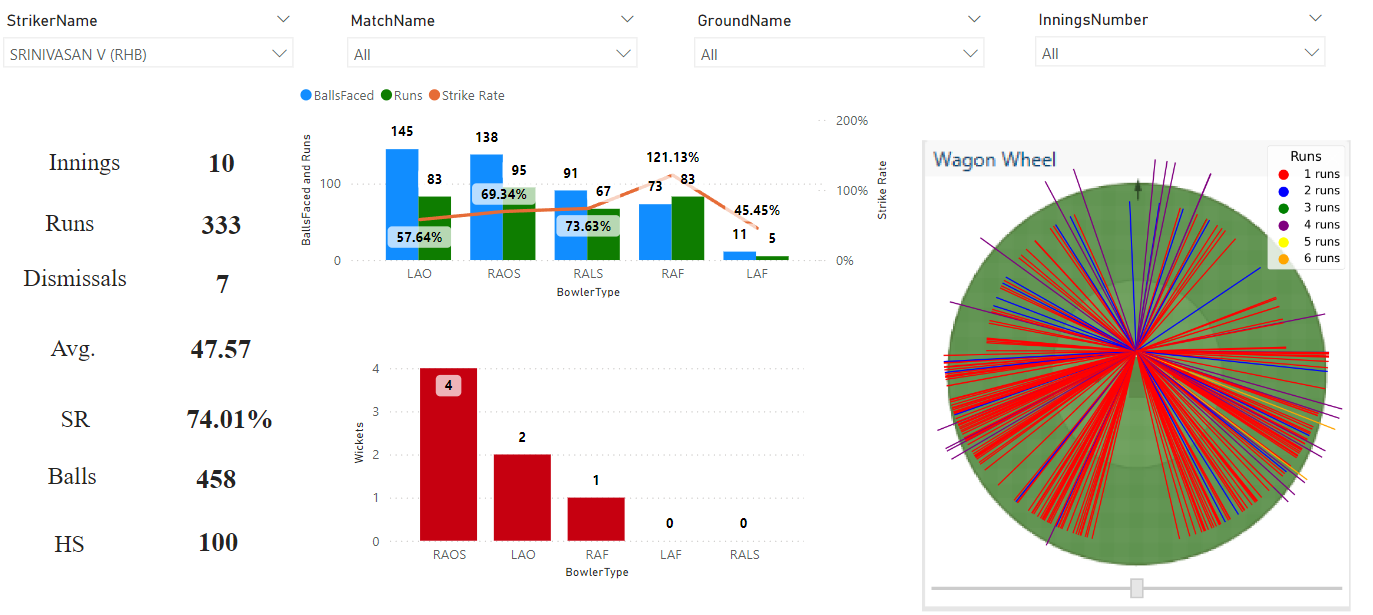 StrikerName
SRINIVASAN V (RHB)
MatchName
All
GroundName
All
InningsNumber
All
Innings 10
Runs 333
Dismissals 7
Avg. 47.57
SR 74.01%
Balls 458
HS 100
BallsFaced Runs Strike Rate
BallsFaced and Runs
100
0
145
83
57.64%
138
95
69.34%
91
67
73.63%
73
83
121.13%
11
5
45.45%
200%
100%
0%
Strike Rate
LAO RAOS RALS RAF LAF
BowlerType
Wickets
4
3
2
1
0
4
2
1
0
0
RAOS LAO RAF LAF RALS
BowlerType
Wagon Wheel
Runs
1 runs
2 runs
3 runs
4 runs
5 runs
6 runs